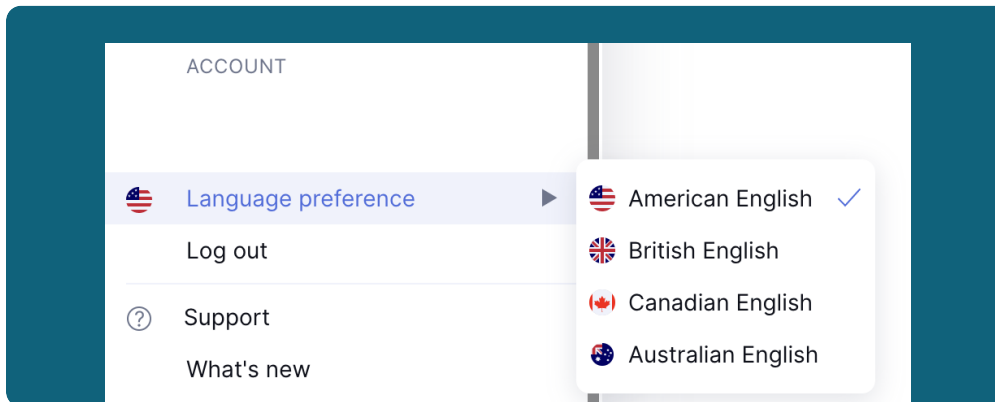 ACCOUNT
Language preference
Log out
Support
What's new
American English
British English
Canadian English
Australian English